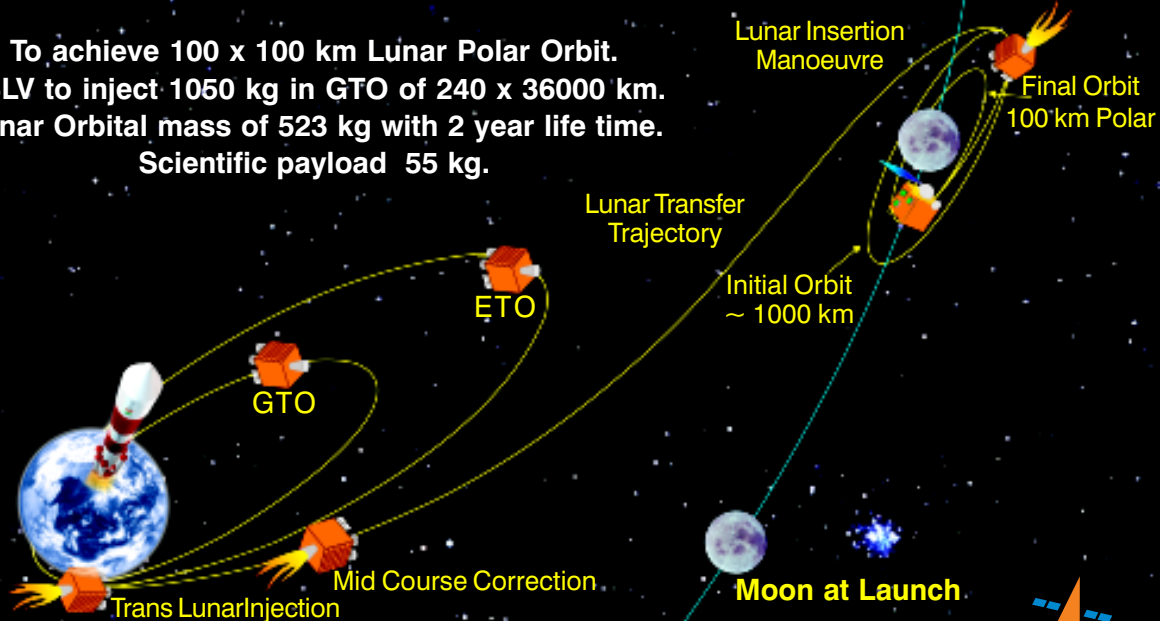 To achieve 100 x 100 km Lunar Polar Orbit.
LV to inject 1050 kg in GTO of 240 x 36000 km.
nar Orbital mass of 523 kg with 2 year life time.
Scientific payload 55 kg.
Lunar Insertion
Manoeuvre
Final Orbit
100 km Polar
Lunar Transfer
Trajectory
Initial Orbit
~ 1000 km
ETO
GTO
Mid Course Correction
Trans LunarInjection
Moon at Launch